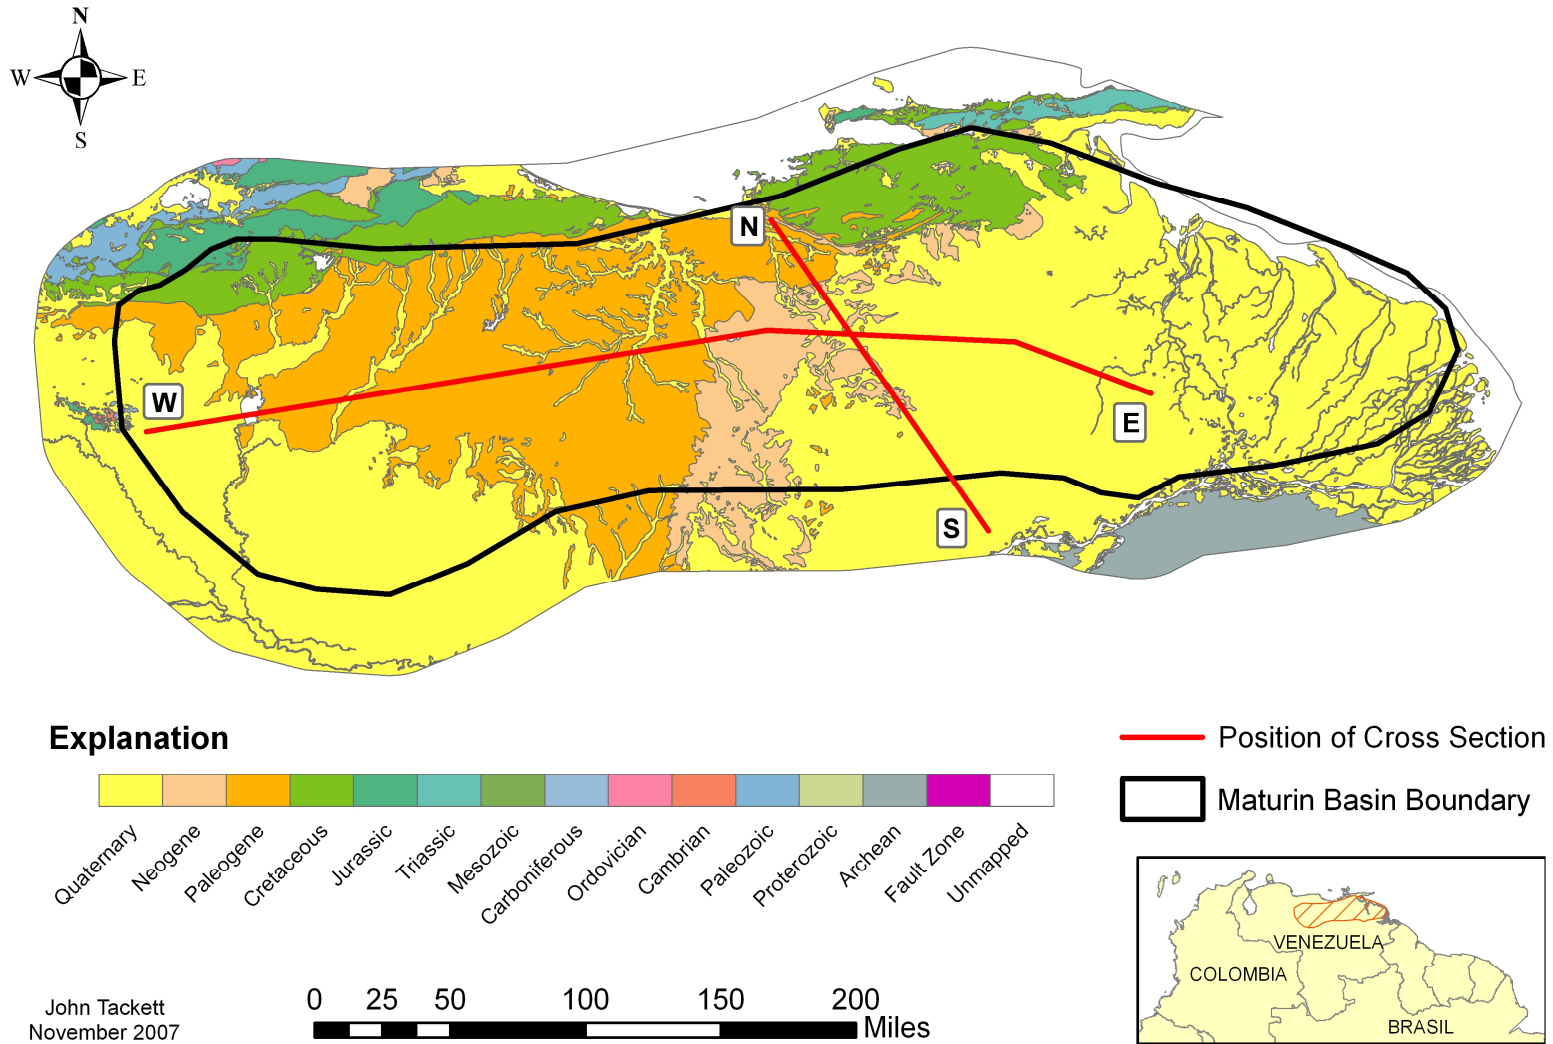 N
W E
S
N
W
E
S
Explanation
Quaternary
Neogene
Paleogene
Cretaceous
Jurassic
Triassic
Mesozoic
Carboniferous
Ordovician
Cambrian
Paleozoic
Proterozoic
Archean
Fault Zone
Unmapped
Position of Cross Section
Maturin Basin Boundary
VENEZUELA
COLOMBIA
BRASIL
John Tackett
November 2007
0 25 50 100 150 200
Miles